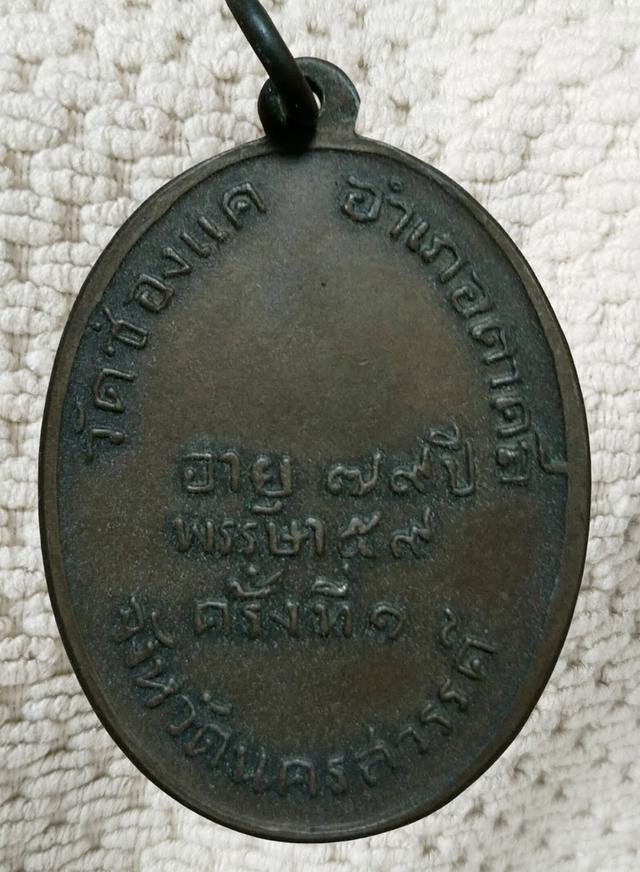 วัดช่องแค อำเภอตาคลี
อายุ ๗๙ ปี
พรรษา ๕๙
ครั้งที่ ๑
จังหวัดนครสวรรค์